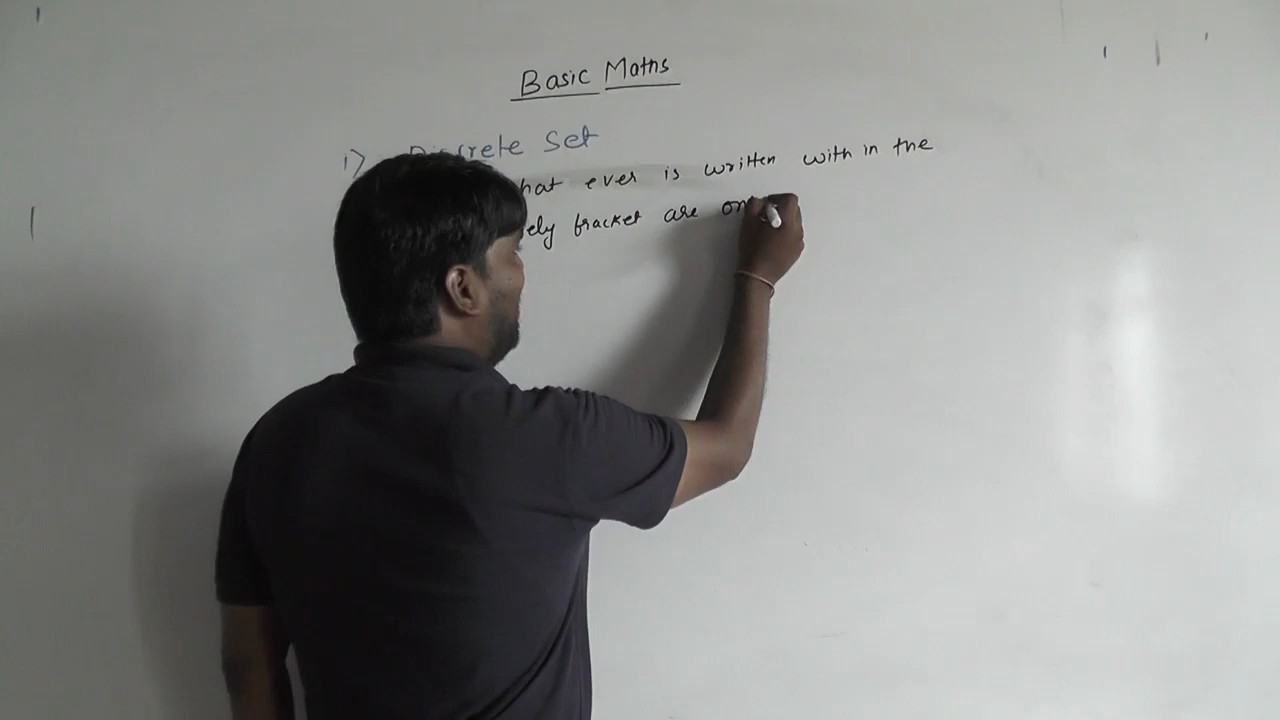 Basic Maths
1) Discrete Set
hat ever is written with in the
ely bracket are on